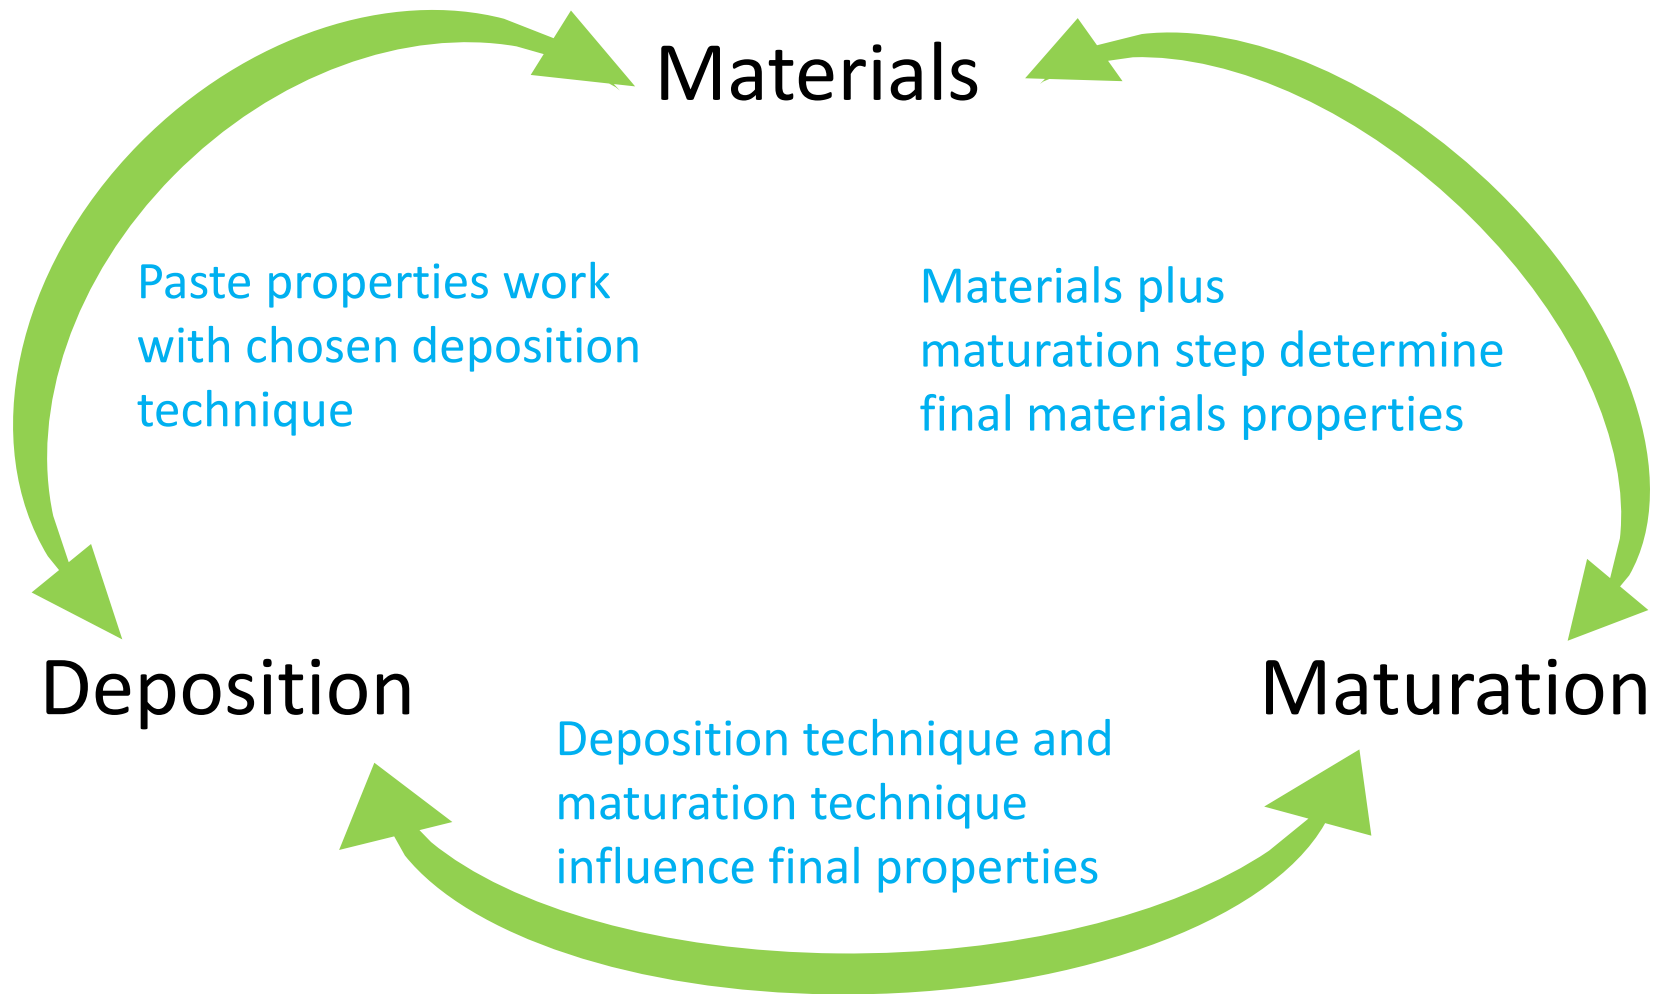 Materials
Paste properties work
with chosen deposition
technique
Materials plus
maturation step determine
final materials properties
Deposition
Maturation
Deposition technique and
maturation technique
influence final properties